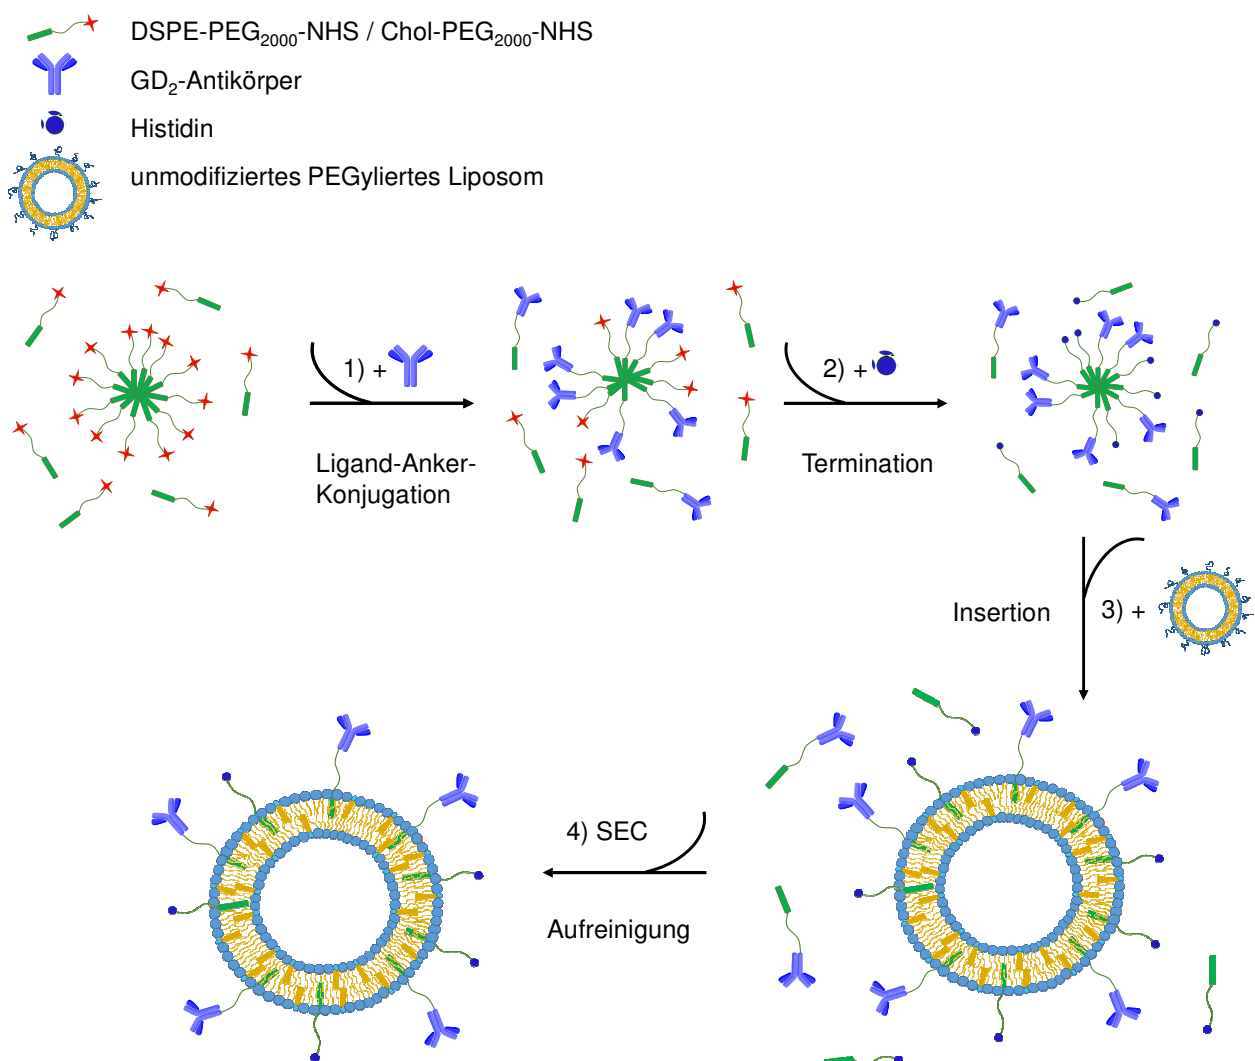 DSPE-PEG2000-NHS / Chol-PEG2000-NHS
GD2-Antikörper
Histidin
unmodifiziertes PEGyliertes Liposom
1) +
Ligand-Anker-
Konjugation
2) +
Termination
Insertion
3) +
4) SEC
Aufreinigung